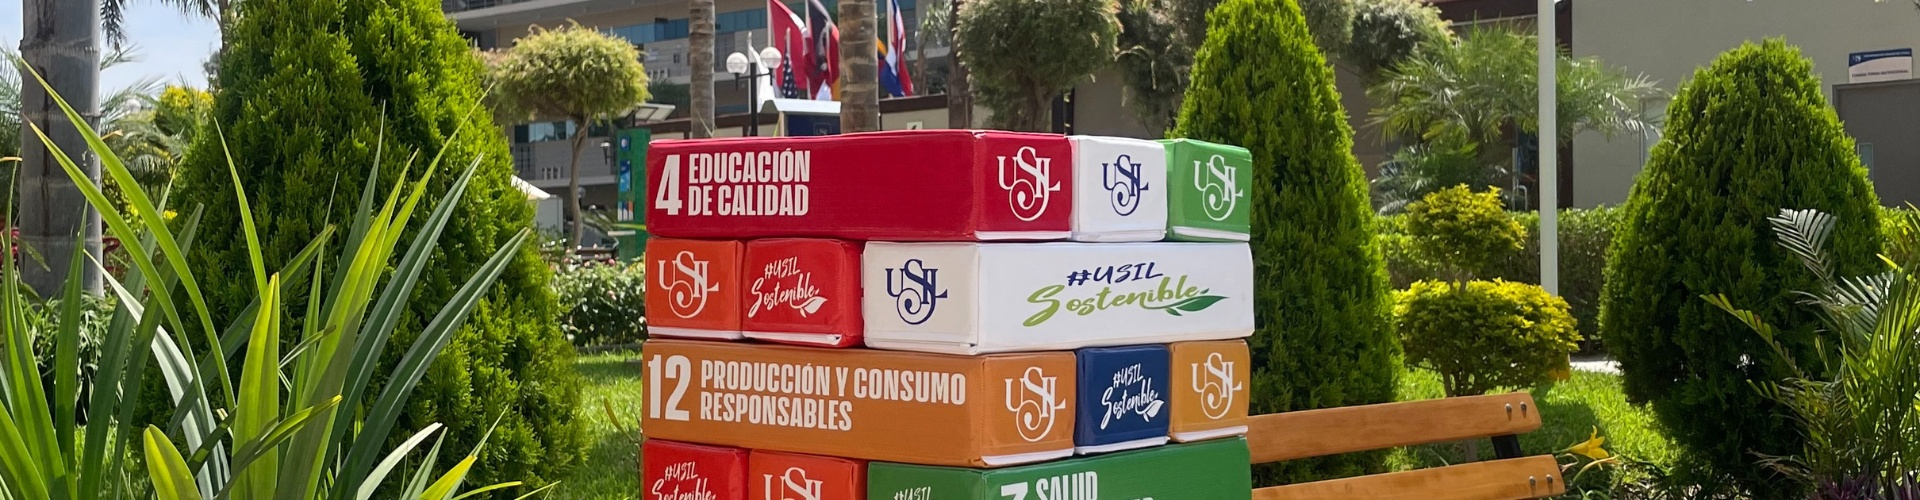 4 EDUCACIÓN
DE CALIDAD
USIL
USIL
USIL
USIL
#USIL
Sostenible
USIL
#USIL
Sostenible
12 PRODUCCIÓN Y CONSUMO
RESPONSABLES
USIL
#USIL
Sostenible
USIL
#USIL
Sostenible
USIL
#USIL
3 SALUD